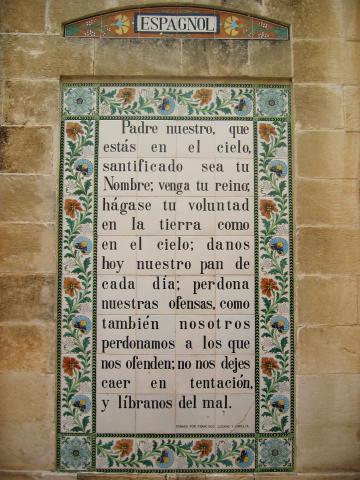 ESPAGNOL
Padre nuestro, que
estás en el cielo,
santificado sea tu
Nombre; venga tu reino;
hágase tu voluntad
en la tierra como
en el cielo; danos
hoy nuestro pan de
cada día; perdona
nuestras ofensas, como
también nosotros
perdonamos a los que
nos ofenden; no nos dejes
caer en tentación,
y líbranos del mal.
POR FRANCISCO